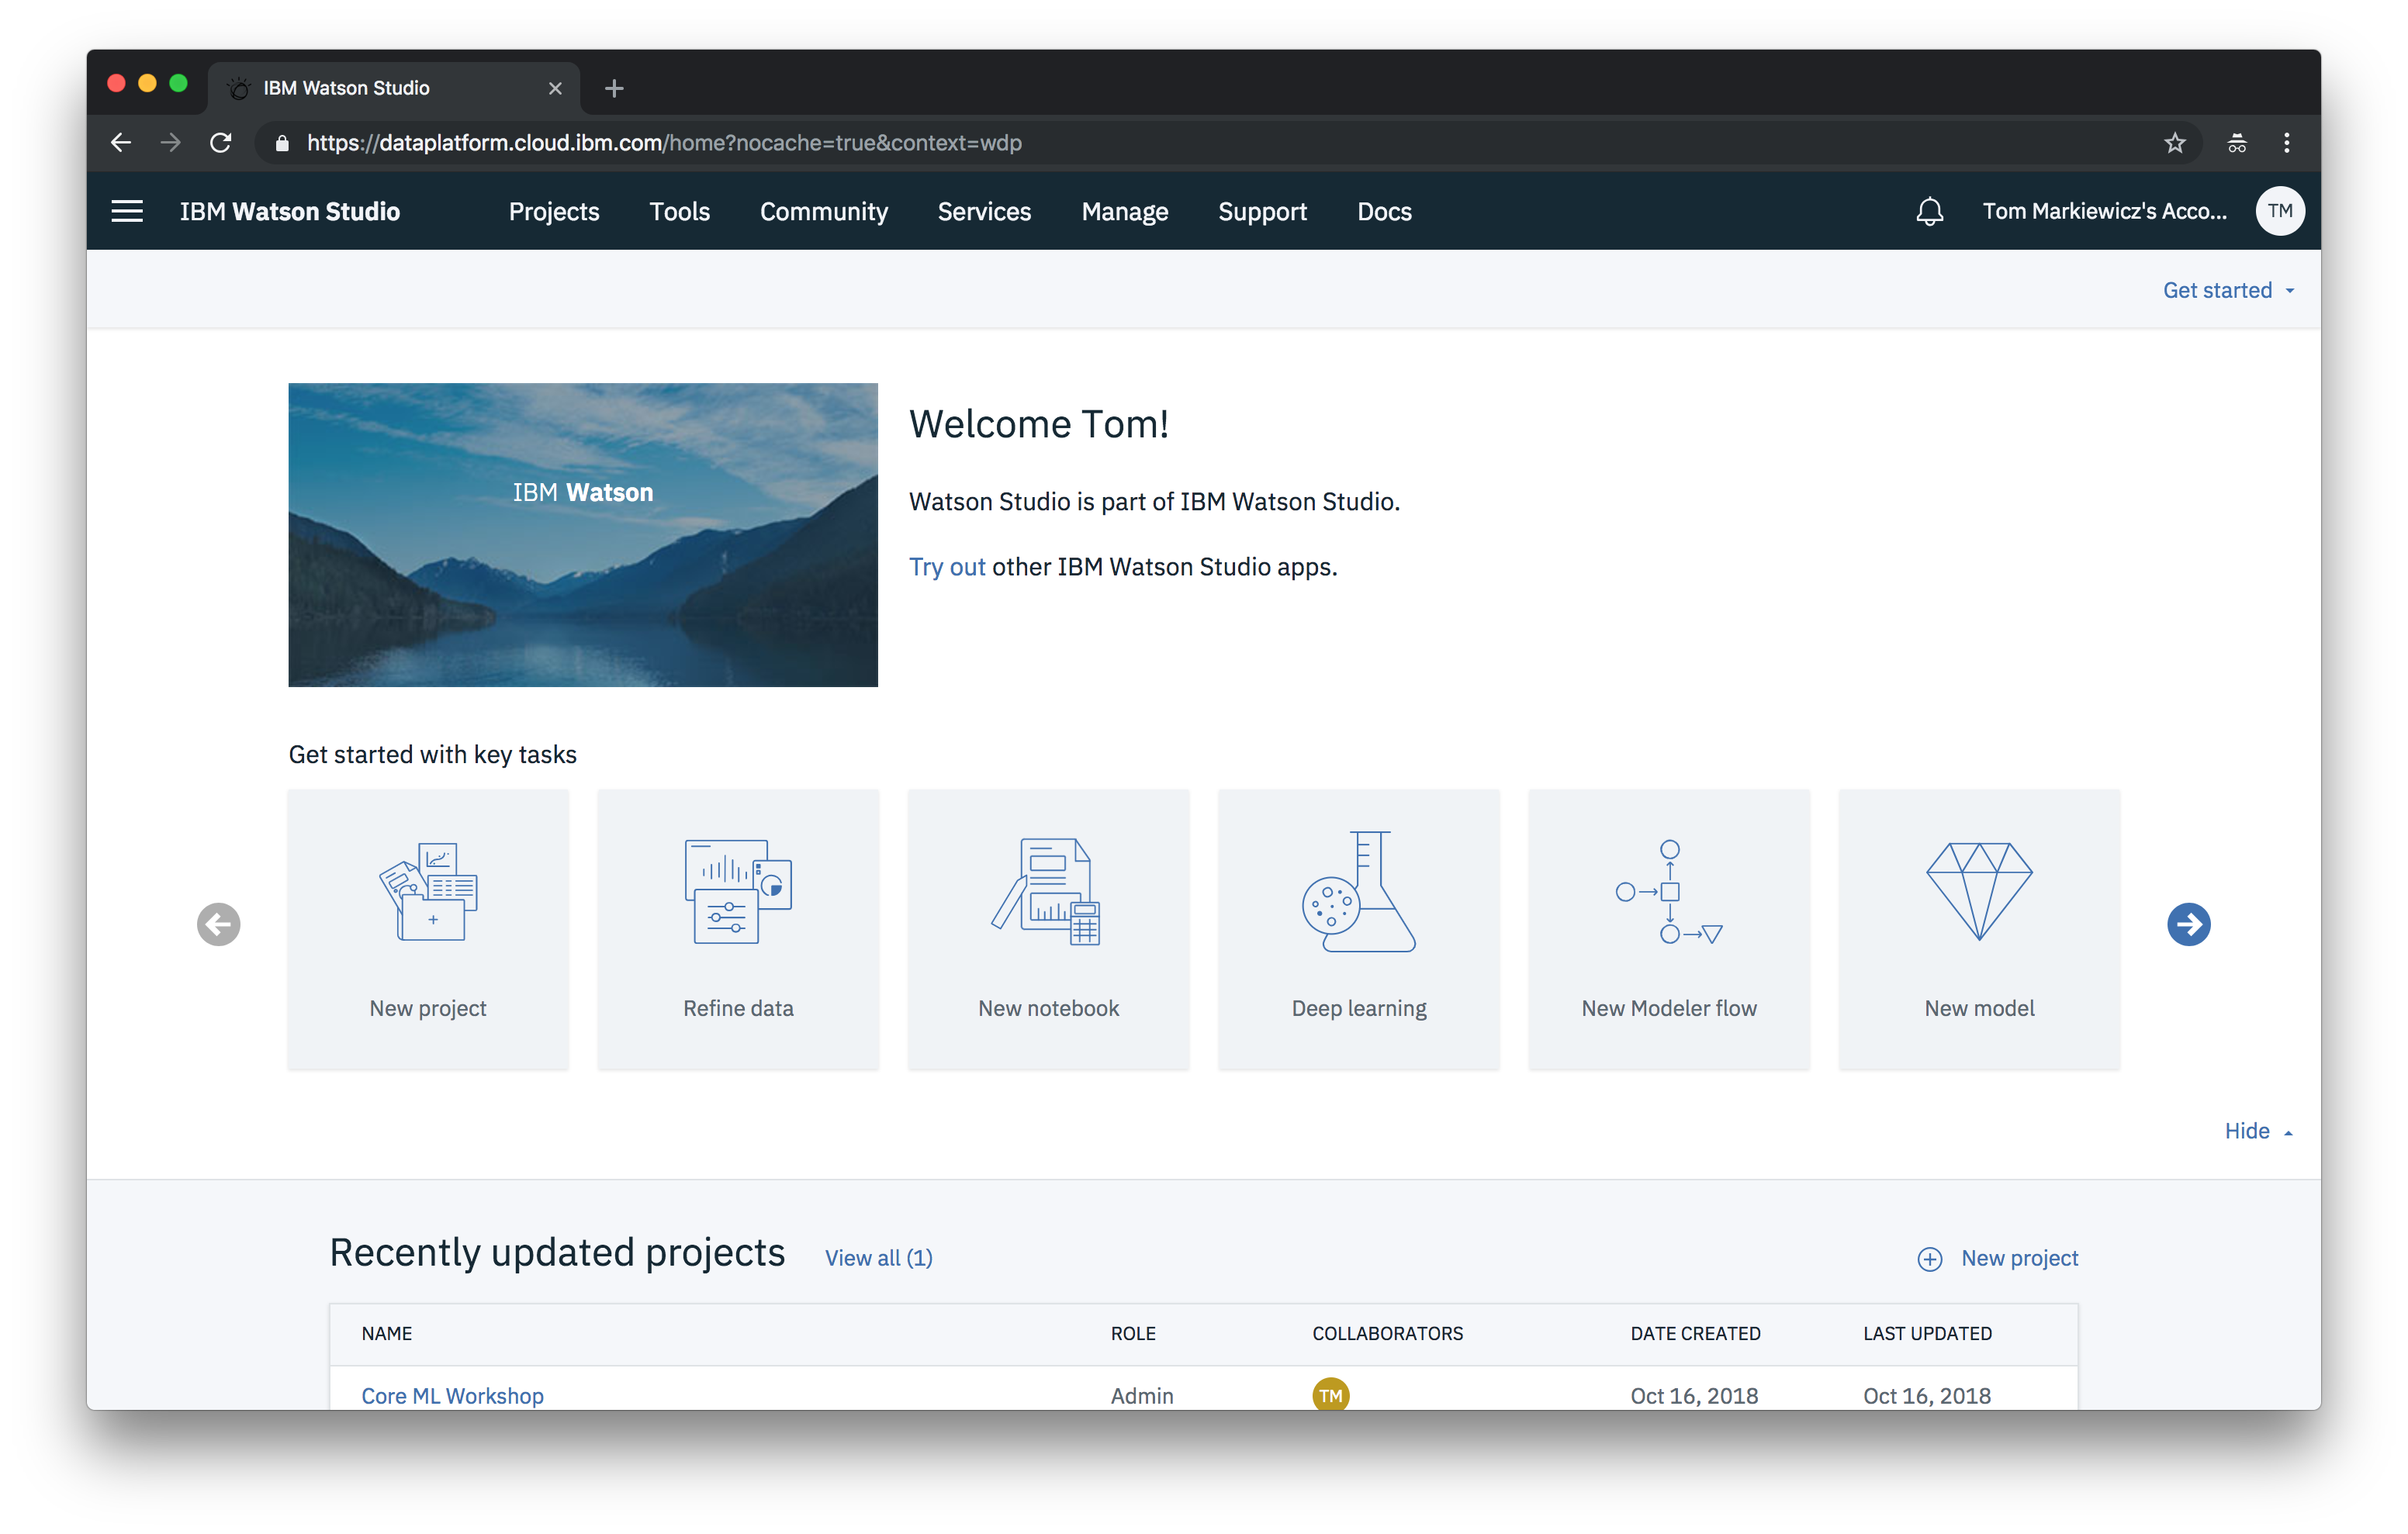 IBM Watson Studio
https://dataplatform.cloud.ibm.com/home?nocache=true&context=wdp
IBM Watson Studio Projects Tools Community Services Manage Support Docs Tom Markiewicz's Acco... TM
Get started
IBM Watson
Welcome Tom!
Watson Studio is part of IBM Watson Studio.
Try out other IBM Watson Studio apps.
Get started with key tasks
New project Refine data New notebook Deep learning New Modeler flow New model
Hide
Recently updated projects View all (1) New project
NAME ROLE COLLABORATORS DATE CREATED LAST UPDATED
Core ML Workshop Admin TM Oct 16, 2018 Oct 16, 2018